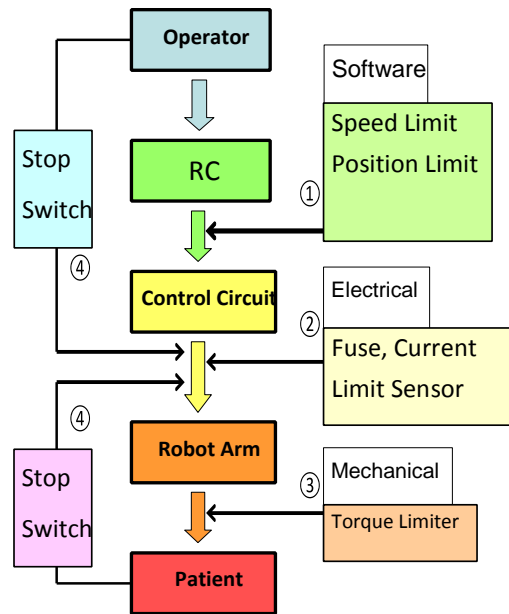 Operator
Software
Speed Limit
Position Limit
Stop
Switch
RC
①
④
Control Circuit
Electrical
②
Fuse, Current
Limit Sensor
④
Robot Arm
Mechanical
③
Stop
Switch
Torque Limiter
Patient